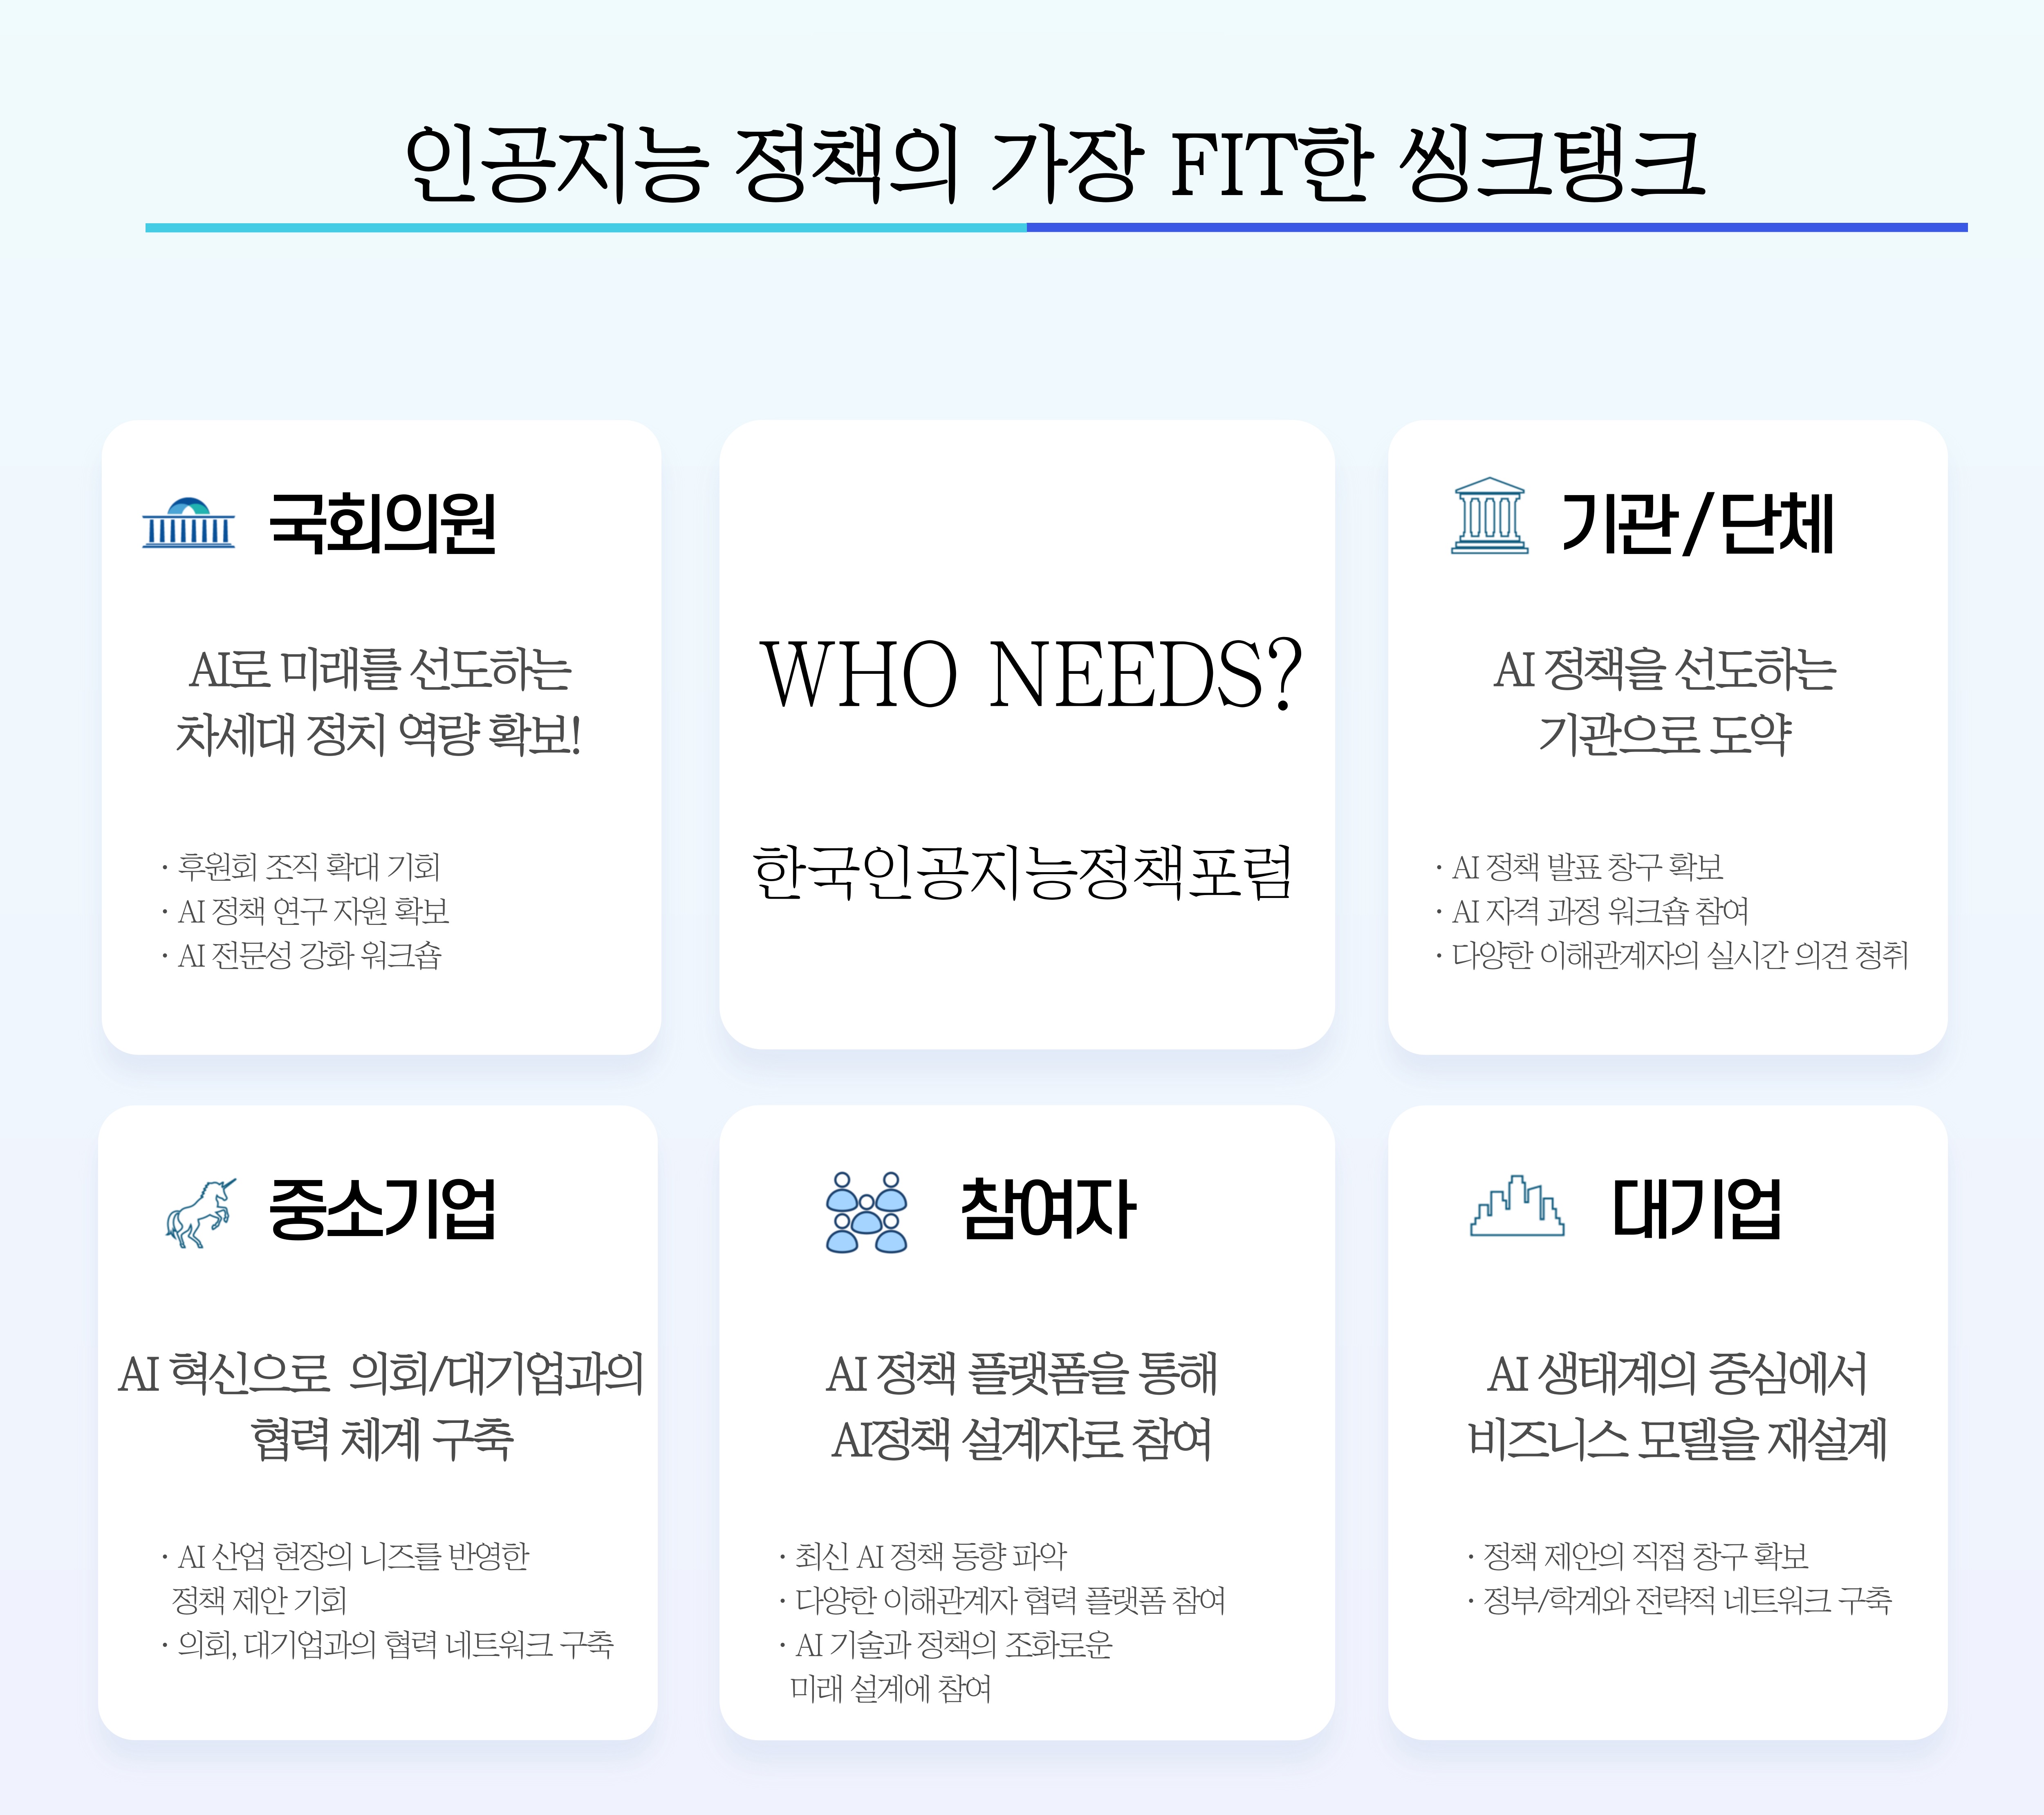 인공지능 정책의 가장 FIT한 씽크탱크
국회의원
AI로 미래를 선도하는
차세대 정치 역량 확보!
· 후원회 조직 확대 기회
· AI 정책 연구 자원 확보
· AI 전문성 강화 워크숍
WHO NEEDS?
한국인공지능정책포럼
기관/단체
AI 정책을 선도하는
기관으로 도약
· AI 정책 발표 창구 확보
· AI 자격 과정 워크숍 참여
· 다양한 이해관계자의 실시간 의견 청취
중소기업
AI 혁신으로 의회/대기업과의
협력 체계 구축
· AI 산업 현장의 니즈를 반영한
정책 제안 기회
· 의회, 대기업과의 협력 네트워크 구축
참여자
AI 정책 플랫폼을 통해
AI정책 설계자로 참여
· 최신 AI 정책 동향 파악
· 다양한 이해관계자 협력 플랫폼 참여
· AI 기술과 정책의 조화로운
미래 설계에 참여
대기업
AI 생태계의 중심에서
비즈니스 모델을 재설계
· 정책 제안의 직접 창구 확보
· 정부/학계와 전략적 네트워크 구축